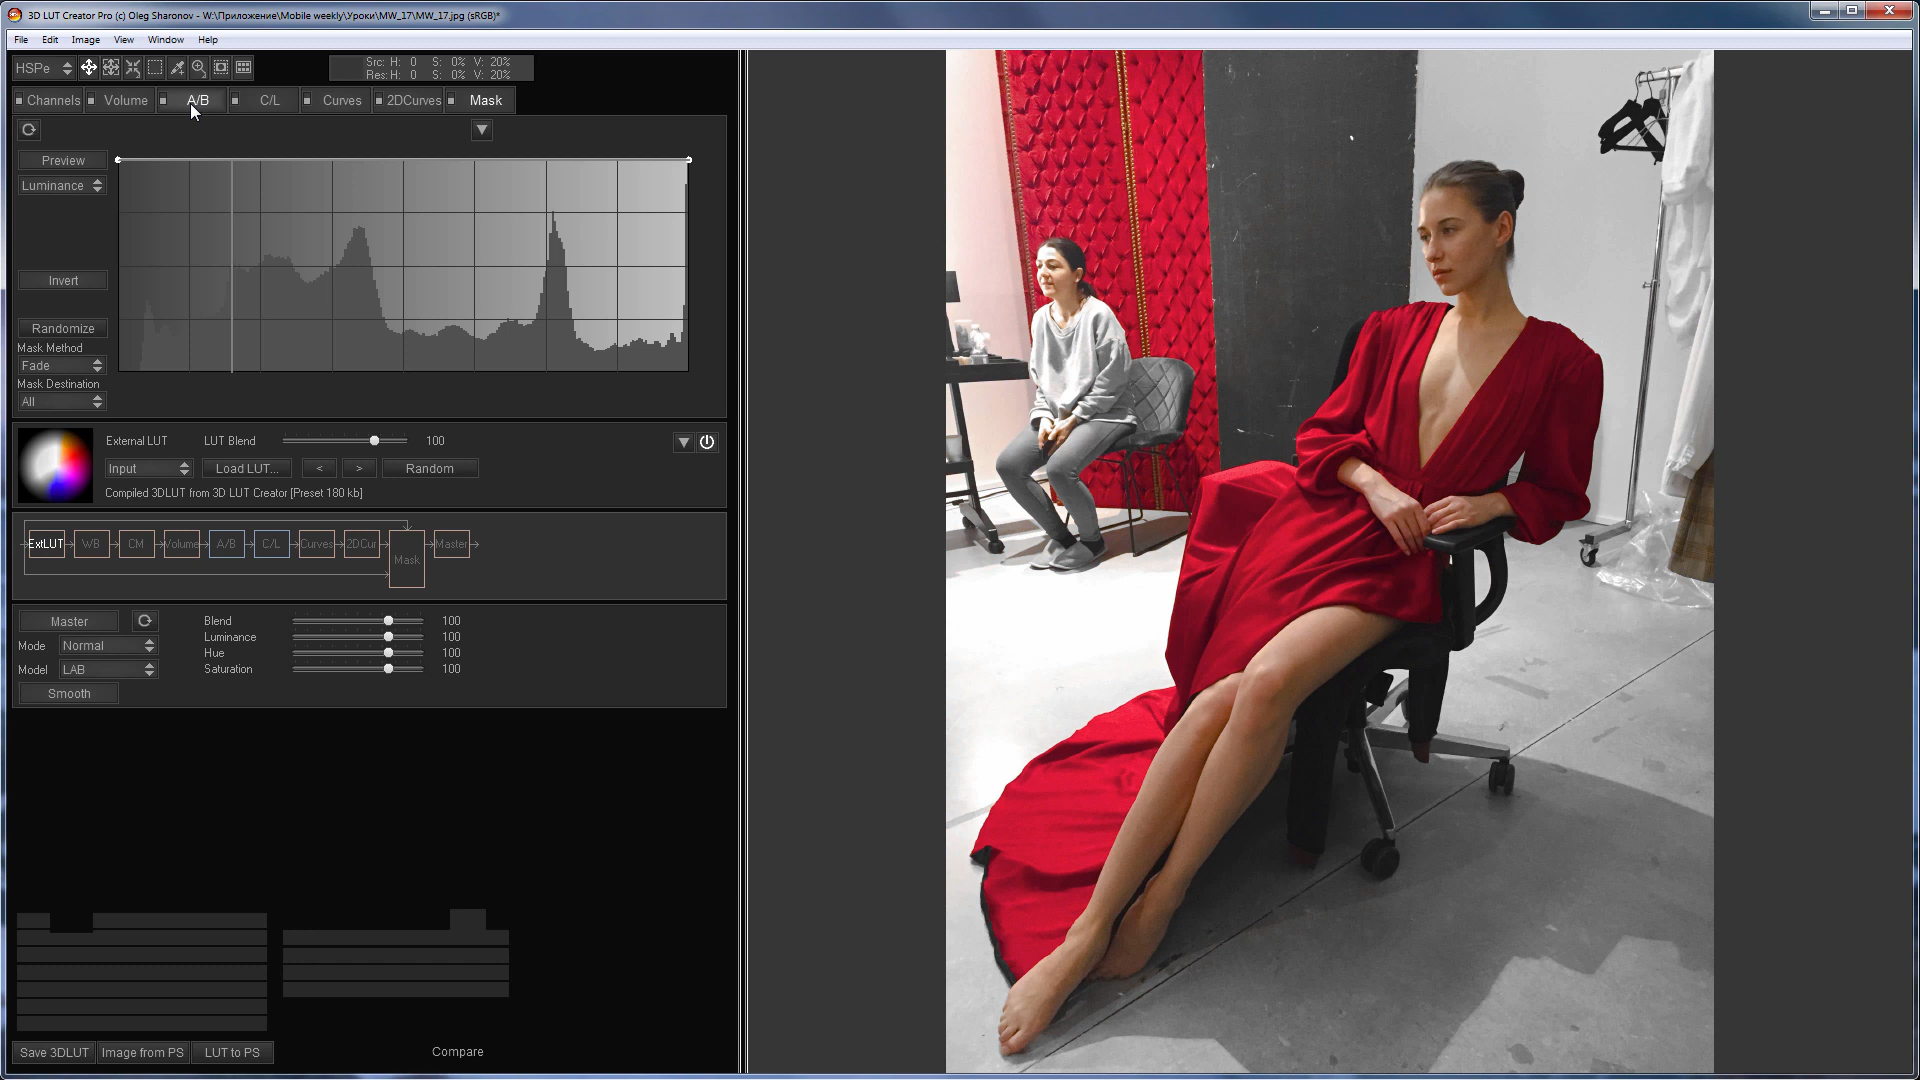 3D LUT Creator Pro (c) Oleg Sharonov - W:\Приложение\Mobile weekly\Уроки\MW_17\MW_17.jpg (sRGB)*
File Edit Image View Window Help
HSPe
Src: H: 0 S: 0% V: 20%
Res: H: 0 S: 0% V: 20%
Channels Volume A/B C/L Curves 2DCurves Mask
Preview
Luminance
Invert
Randomize
Mask Method
Fade
Mask Destination
All
External LUT LUT Blend 100
Input Load LUT... < > Random
Compiled 3DLUT from 3D LUT Creator [Preset 180 kb]
ExtLUT WB CM Volume A/B C/L Curves 2DCur Mask Master
Master
Mode Normal
Model LAB
Smooth
Blend 100
Luminance 100
Hue 100
Saturation 100
Save 3DLUT Image from PS LUT to PS Compare